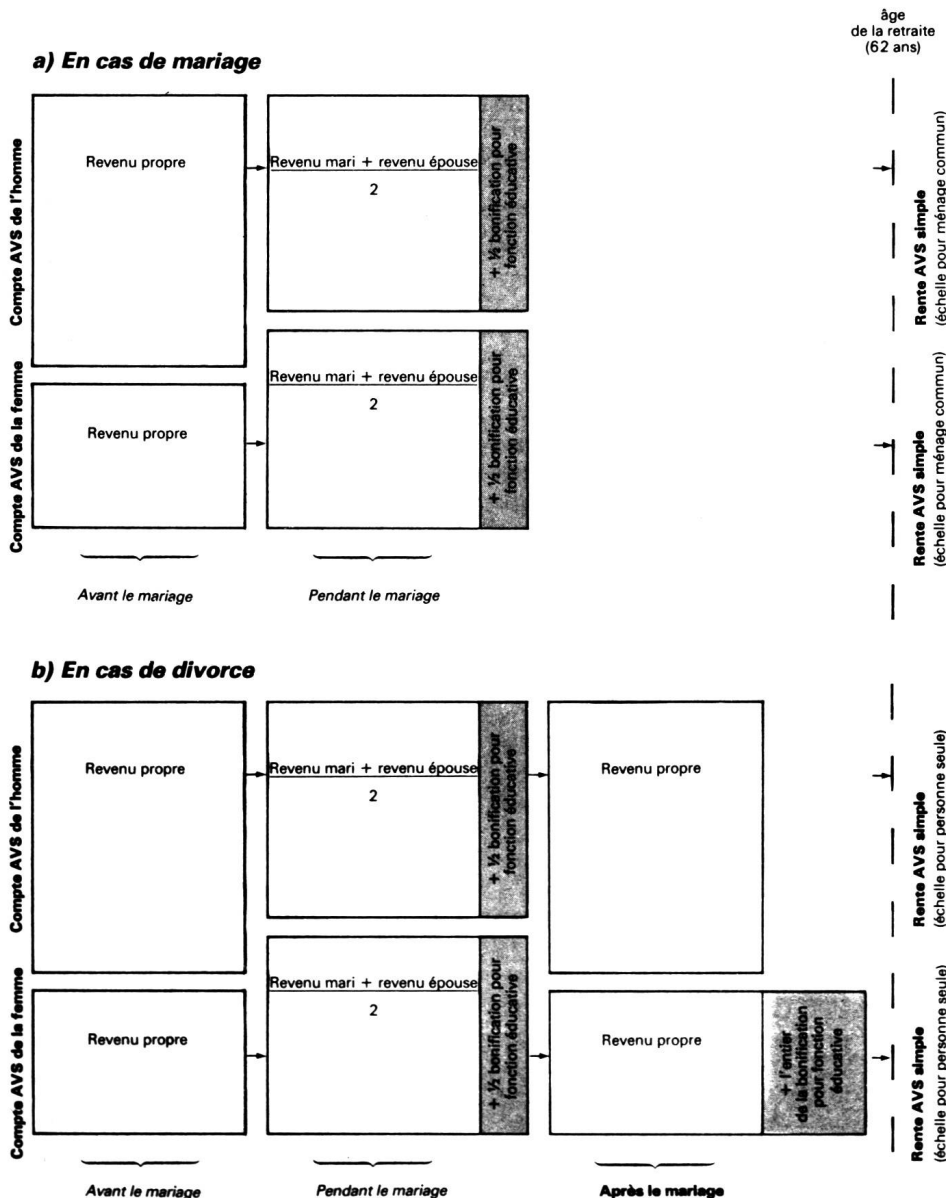 âge
de la retraite
(62 ans)
a) En cas de mariage
Compte AVS de l'homme
Revenu propre
Revenu mari + revenu épouse
2
+ ½ bonification pour
fonction éducative
Rente AVS simple
(échelle pour ménage commun)
Compte AVS de la femme
Revenu propre
Revenu mari + revenu épouse
2
+ ½ bonification pour
fonction éducative
Rente AVS simple
(échelle pour ménage commun)
Avant le mariage
Pendant le mariage
b) En cas de divorce
Compte AVS de l'homme
Revenu propre
Revenu mari + revenu épouse
2
+ ½ bonification pour
fonction éducative
Revenu propre
Rente AVS simple
(échelle pour personne seule)
Compte AVS de la femme
Revenu propre
Revenu mari + revenu épouse
2
+ ½ bonification pour
fonction éducative
Revenu propre
+ l'entier
de la bonification
pour fonction
éducative
Rente AVS simple
(échelle pour personne seule)
Avant le mariage
Pendant le mariage
Après le mariage